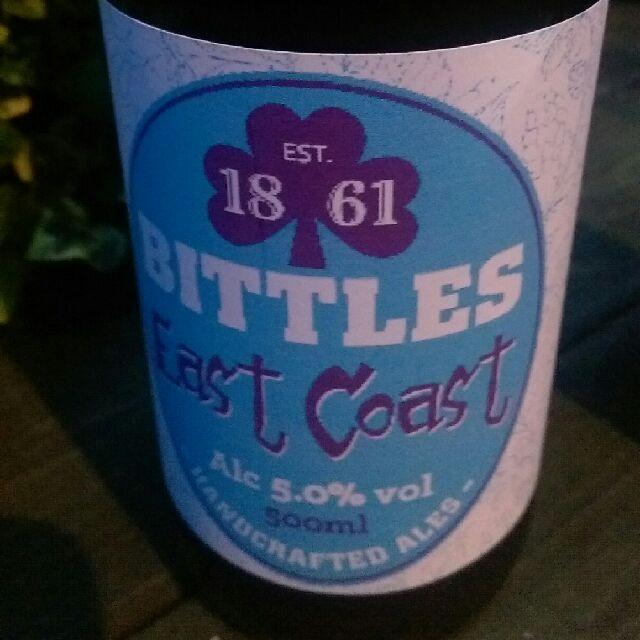 EST.
18 61
BITTLES
East Coast
Alc 5.0% vol
500ml
HANDCRAFTED ALES -